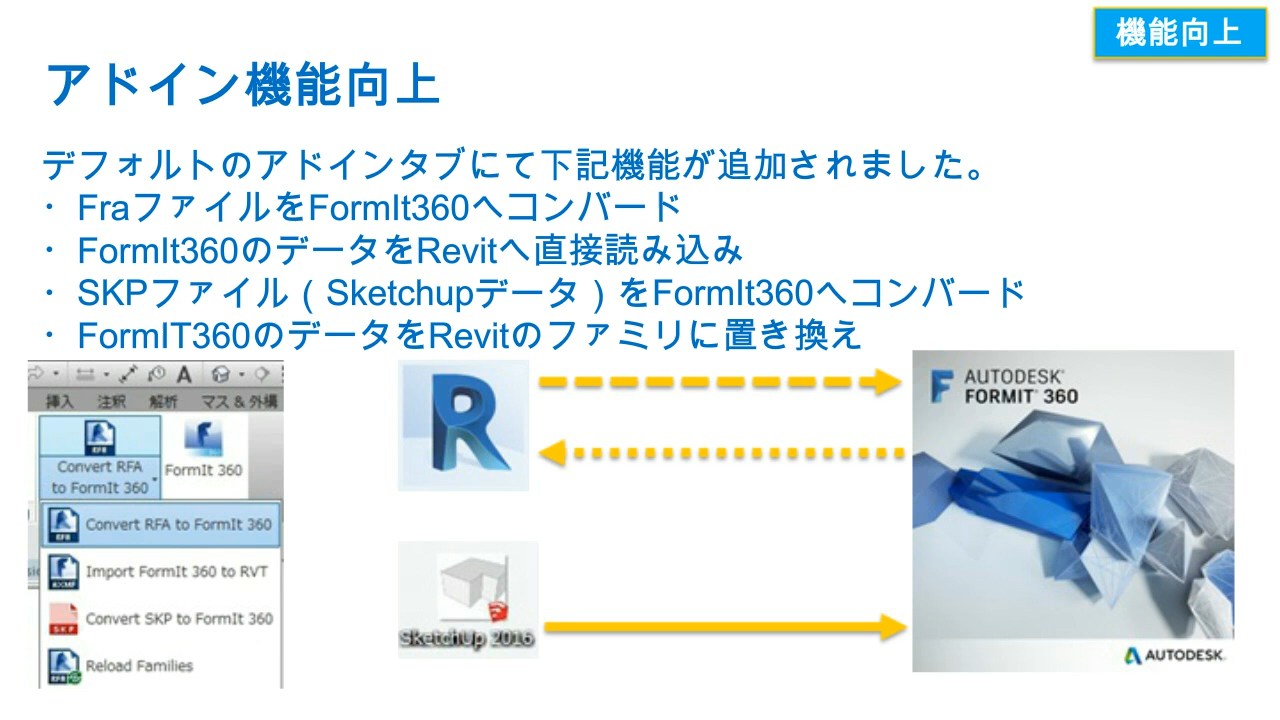 機能向上
アドイン機能向上
デフォルトのアドインタブにて下記機能が追加されました。
・ FraファイルをFormIt360へコンバード
・ FormIt360のデータをRevitへ直接読み込み
・ SKPファイル（Sketchupデータ）をFormIt360へコンバード
・ FormIT360のデータをRevitのファミリに置き換え
A
挿入 注釈 解析 マス & 外構
RFA
Convert RFA
to FormIt 360
FormIt 360
Convert RFA to FormIt 360
RFA
Import FormIt 360 to RVT
AXMP
Convert SKP to FormIt 360
SKP
Reload Families
RFA
R
SketchUp 2016
F AUTODESK®
FORMIT® 360
AUTODESK.